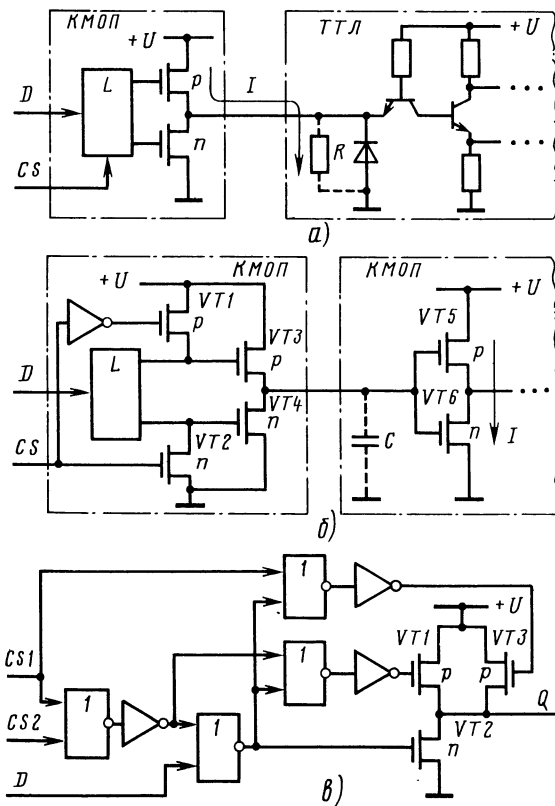 КМОП
ТТЛ
+U
+U
L
p
I
D
n
R
CS
а)
КМОП
КМОП
+U
+U
VT1
p
VT3
VT5
p
p
L
D
VT4
VT6
n
C
n
I
CS
VT2
n
б)
1
+U
VT1
VT3
CS1
1
p
p
Q
CS2
1
1
VT2
n
D
в)